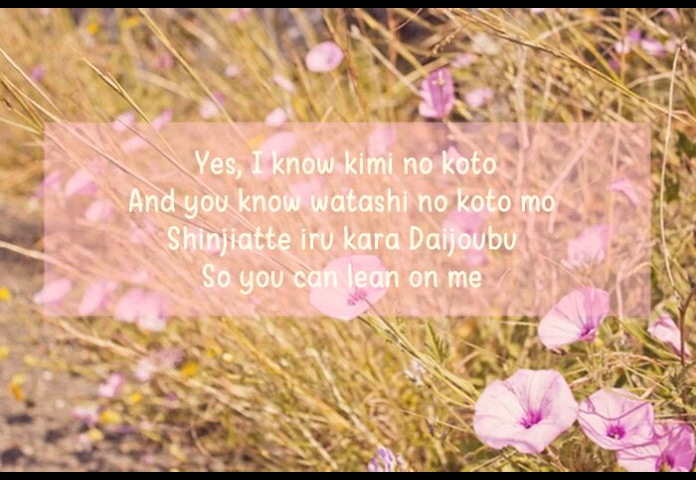 Yes, I know kimi no koto
And you know watashi no koto mo
Shinjiatte iru kara Daijoubu
So you can lean on me